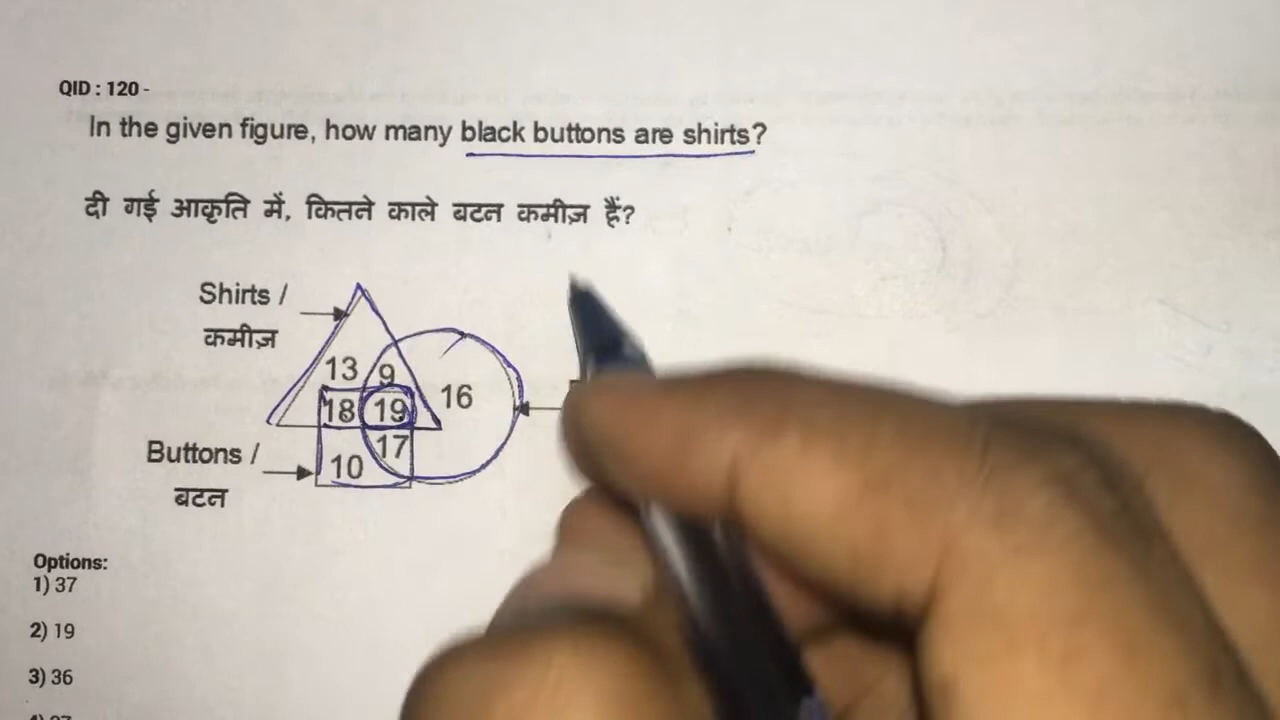 QID : 120 -
In the given figure, how many black buttons are shirts?
दी गई आकृति में, कितने काले बटन कमीज़ हैं?
Shirts /
कमीज़
13 9
18 19 16
17
10
Buttons /
बटन
Options:
1) 37
2) 19
3) 36